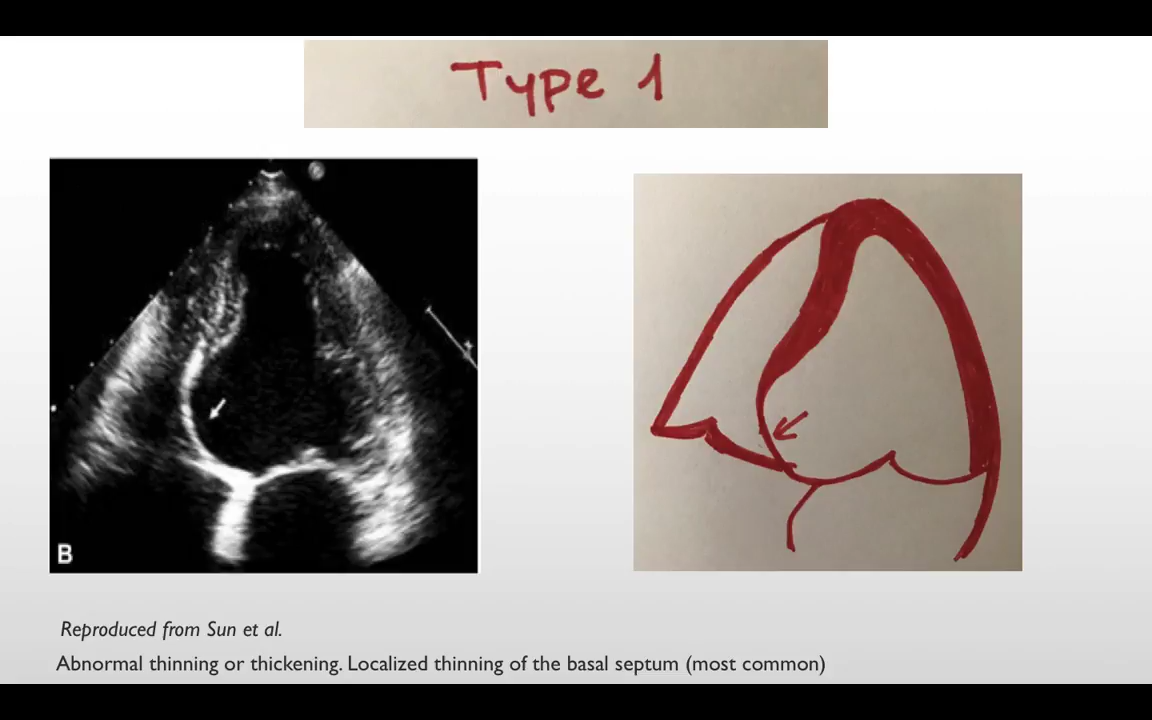 Type 1
B
Reproduced from Sun et al.
Abnormal thinning or thickening. Localized thinning of the basal septum (most common)